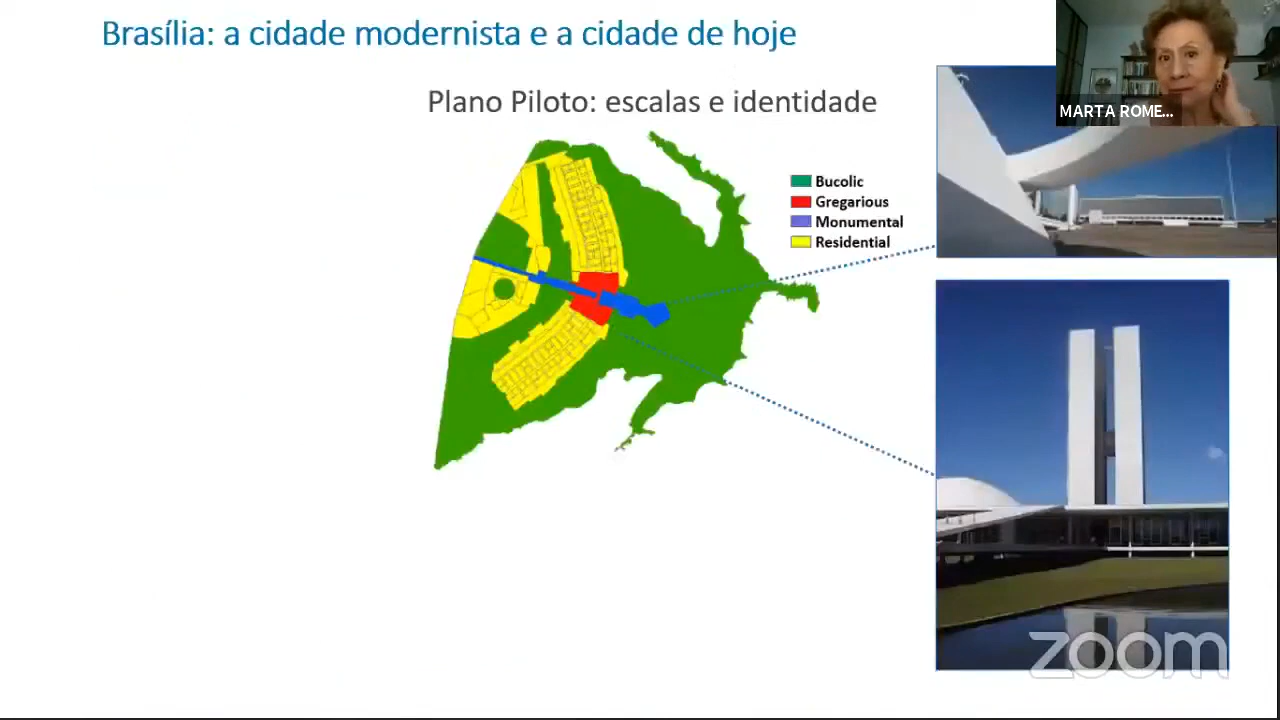 Brasília: a cidade modernista e a cidade de hoje
MARTA ROME...
Plano Piloto: escalas e identidade
Bucolic
Gregarious
Monumental
Residential
zoom